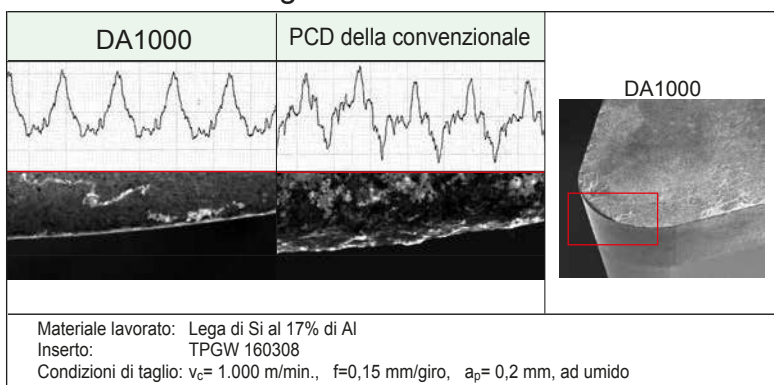 DA1000
PCD della convenzionale
DA1000
Materiale lavorato: Lega di Si al 17% di Al
Inserto: TPGW 160308
Condizioni di taglio: vc= 1.000 m/min., f=0,15 mm/giro, ap= 0,2 mm, ad umido